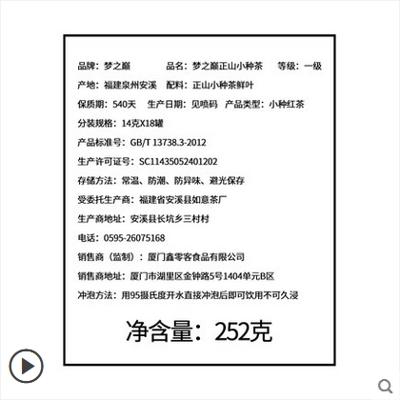 品牌：梦之巅 品名：梦之巅正山小种茶 等级：一级
产地：福建泉州安溪 配料：正山小种茶鲜叶
保质期：540天 生产日期：见喷码 产品类型：小种红茶
分装规格：14克X18罐
产品标准号：GB/T 13738.3-2012
生产许可证号：SC11435052401202
存储方法：常温、防潮、防异味、避光保存
受委托生产商：福建省安溪县如意茶厂
生产商地址：安溪县长坑乡三村村
电话：0595-26075168
销售商（监制）：厦门鑫零客食品有限公司
销售商地址：厦门市湖里区金钟路5号1404单元B区
冲泡方法：用95摄氏度开水直接冲泡后即可饮用不可久浸
净含量：252克